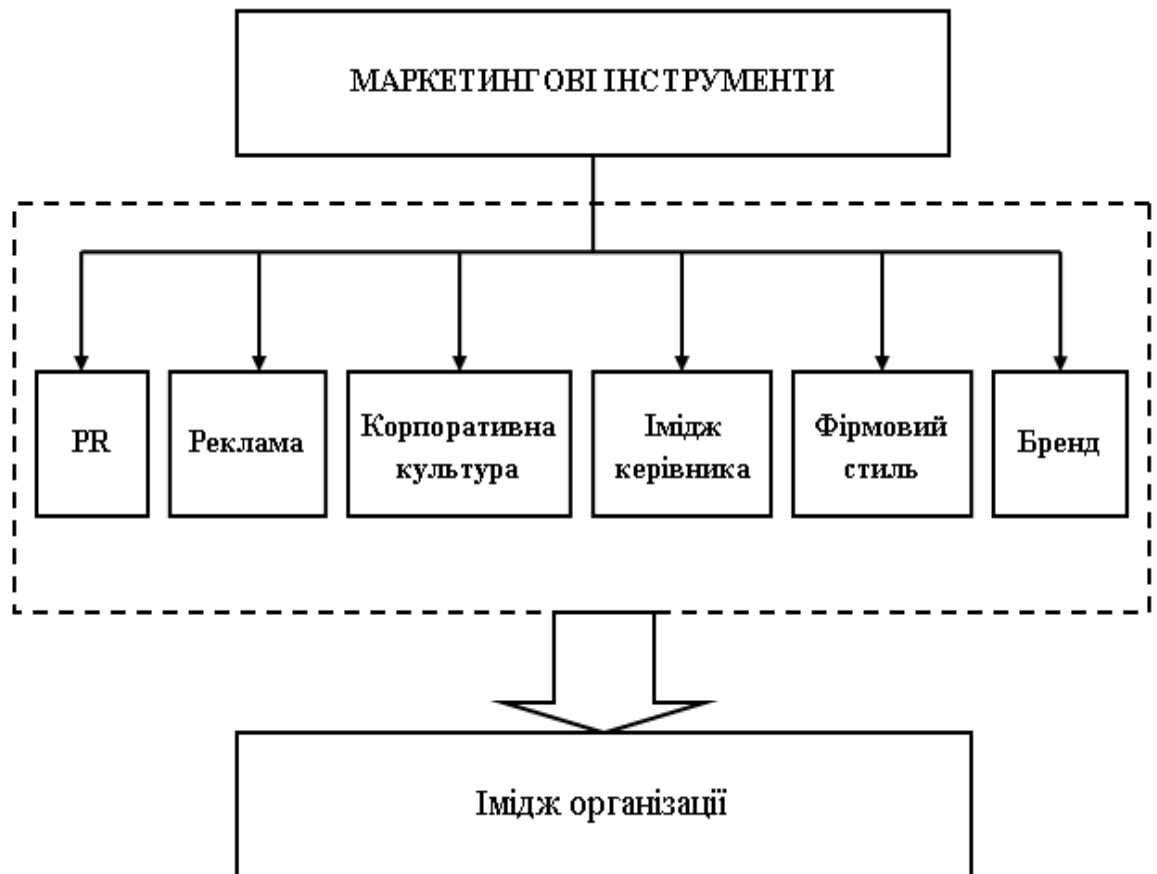 МАРКЕТИНГОВІ ІНСТРУМЕНТИ
PR
Реклама
Корпоративна
культура
Імідж
керівника
Фірмовий
стиль
Бренд
Імідж організації